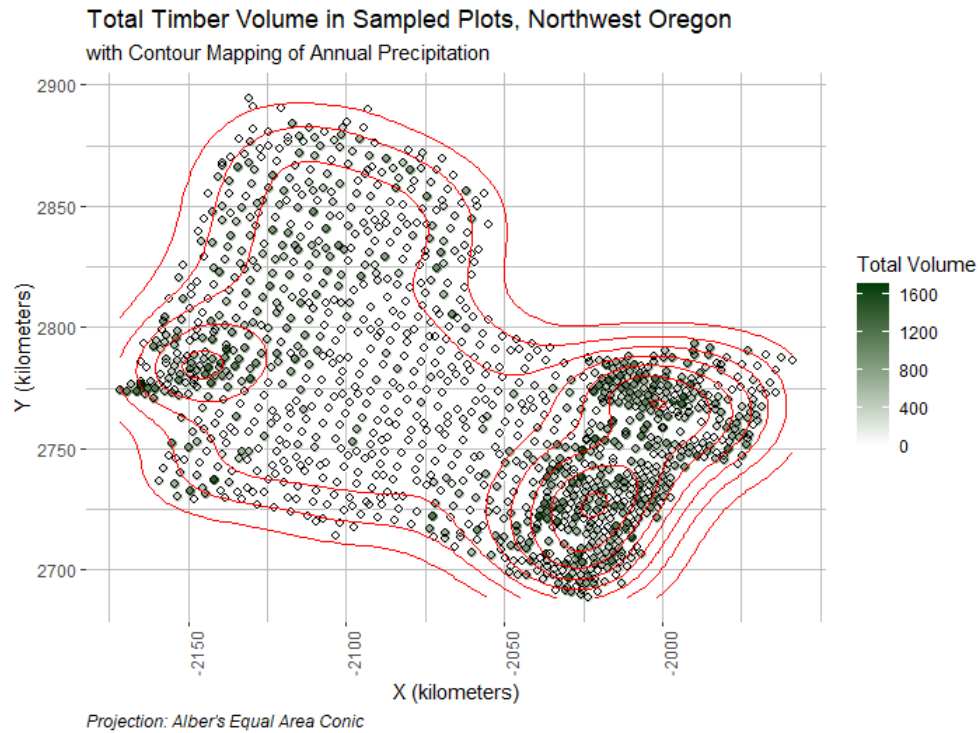 Total Timber Volume in Sampled Plots, Northwest Oregon
with Contour Mapping of Annual Precipitation
2900
2850
2800
2750
2700
Y (kilometers)
-2150
-2100
-2050
-2000
X (kilometers)
Total Volume
1600
1200
800
400
0
Projection: Alber's Equal Area Conic